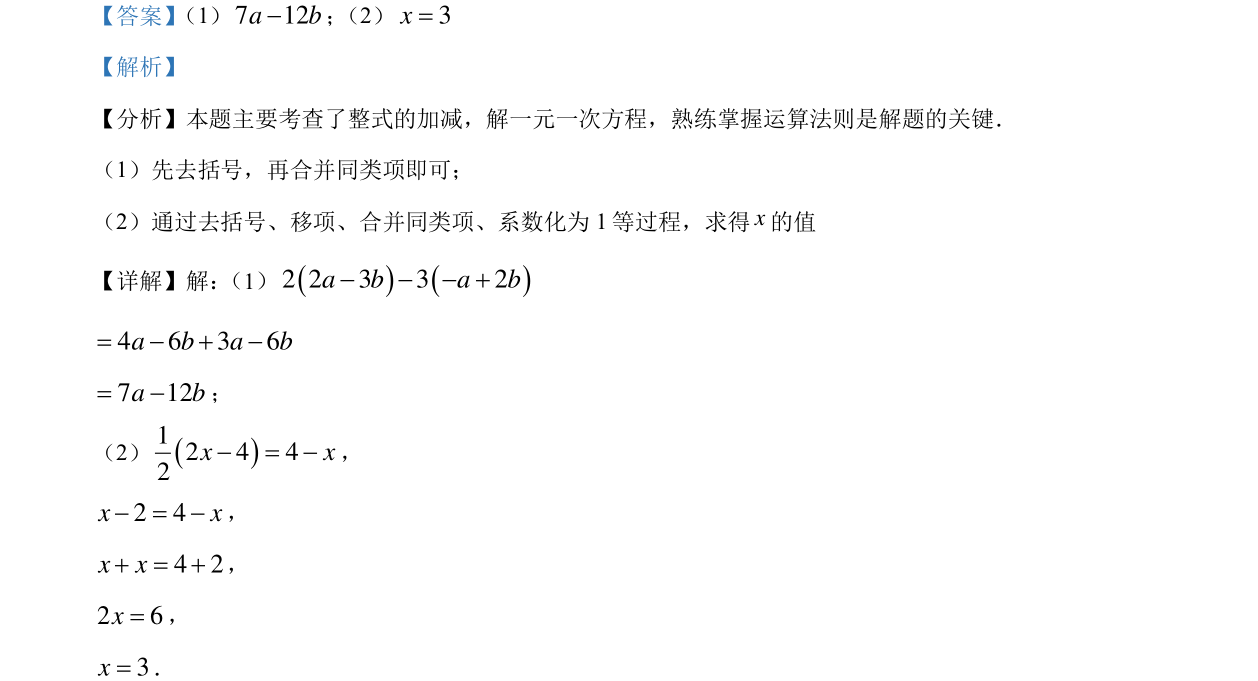 【答案】（1）7a−12b；（2）x=3
【解析】
【分析】本题主要考查了整式的加减，解一元一次方程，熟练掌握运算法则是解题的关键．
（1）先去括号，再合并同类项即可；
（2）通过去括号、移项、合并同类项、系数化为 1 等过程，求得 x 的值
【详解】解：（1）2(2a−3b)−3(−a+2b)
=4a−6b+3a−6b
=7a−12b；
（2）1/2(2x−4)=4−x，
x−2=4−x，
x+x=4+2，
2x=6，
x=3．